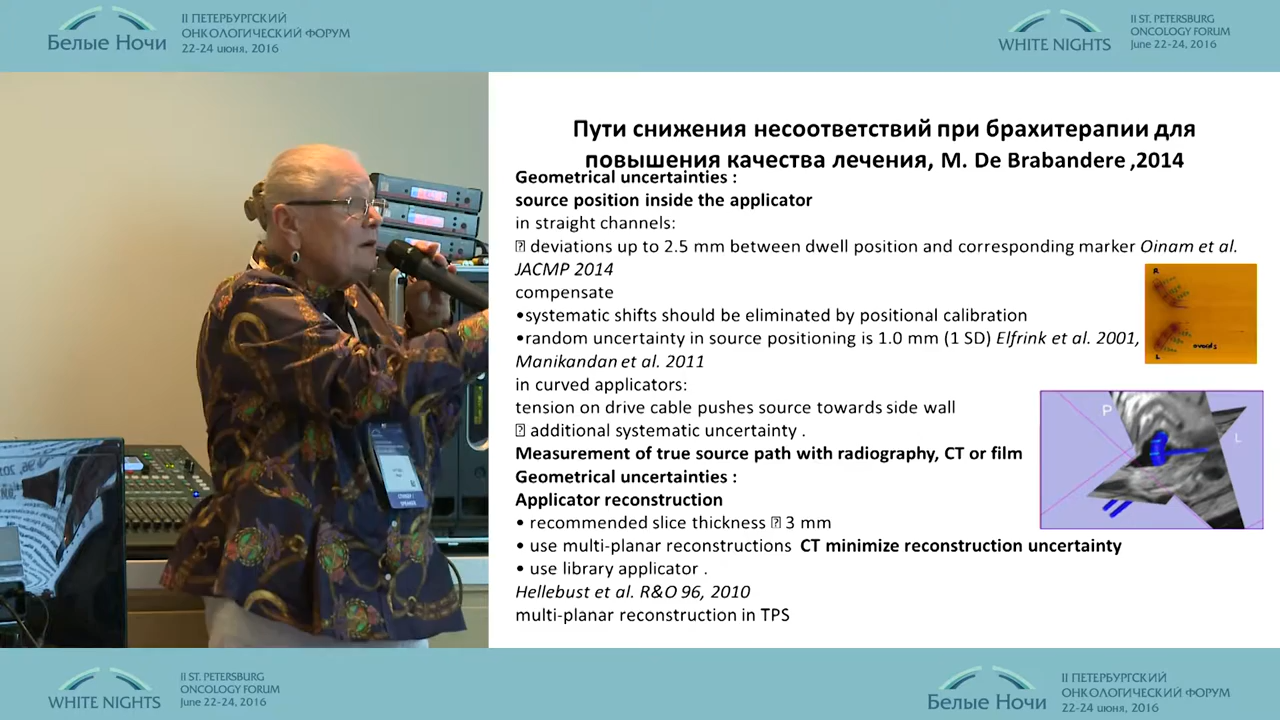 II ПЕТЕРБУРГСКИЙ
ОНКОЛОГИЧЕСКИЙ ФОРУМ
Белые Ночи
22-24 июня, 2016
II ST. PETERSBURG
ONCOLOGY FORUM
WHITE NIGHTS
June 22-24, 2016
Пути снижения несоответствий при брахитерапии для
повышения качества лечения, M. De Brabandere ,2014
Geometrical uncertainties :
source position inside the applicator
in straight channels:
deviations up to 2.5 mm between dwell position and corresponding marker Oinam et al.
JACMP 2014
compensate
•systematic shifts should be eliminated by positional calibration
•random uncertainty in source positioning is 1.0 mm (1 SD) Elfrink et al. 2001,
Manikandan et al. 2011
in curved applicators:
tension on drive cable pushes source towards side wall
additional systematic uncertainty .
Measurement of true source path with radiography, CT or film
Geometrical uncertainties :
Applicator reconstruction
• recommended slice thickness 3 mm
• use multi-planar reconstructions CT minimize reconstruction uncertainty
• use library applicator .
Hellebust et al. R&O 96, 2010
multi-planar reconstruction in TPS
R
L
ovoids
P
L
II ST. PETERSBURG
ONCOLOGY FORUM
WHITE NIGHTS
June 22-24, 2016
II ПЕТЕРБУРГСКИЙ
ОНКОЛОГИЧЕСКИЙ ФОРУМ
Белые Ночи
22-24 июня, 2016